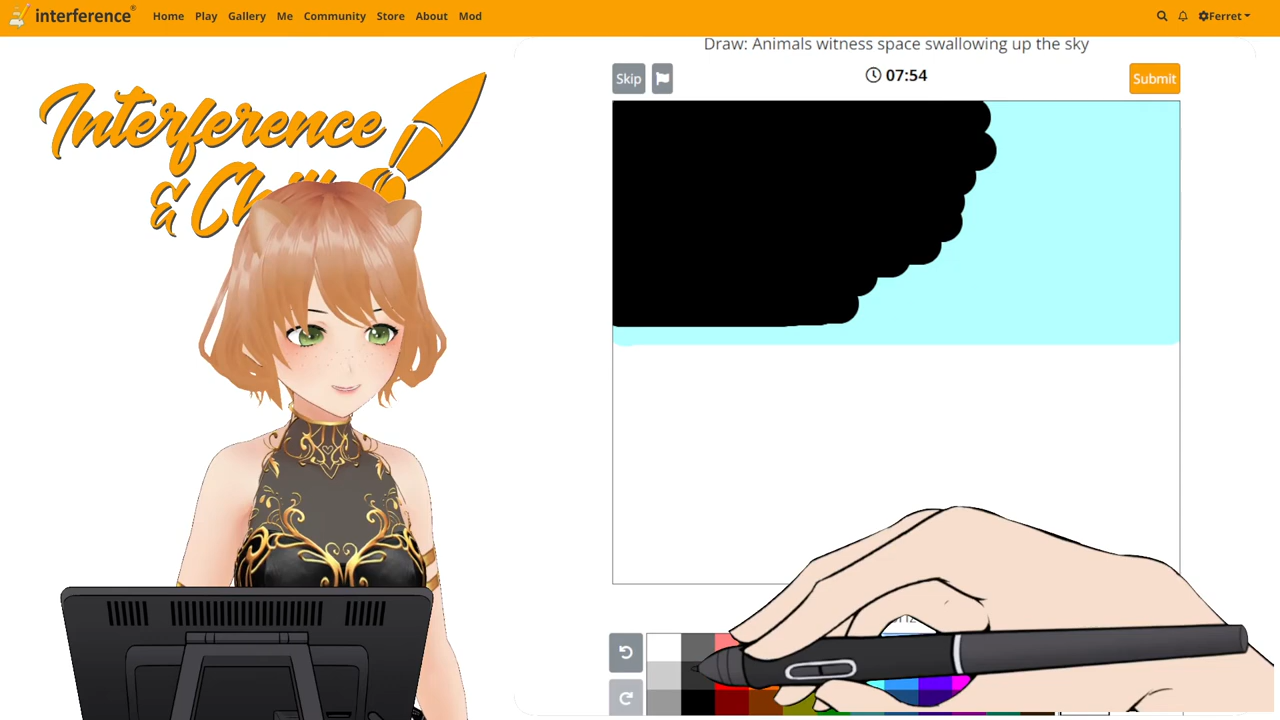 interference®
Home Play Gallery Me Community Store About Mod
Ferret
Interference
& Ch
Draw: Animals witness space swallowing up the sky
Skip
07:54
Submit